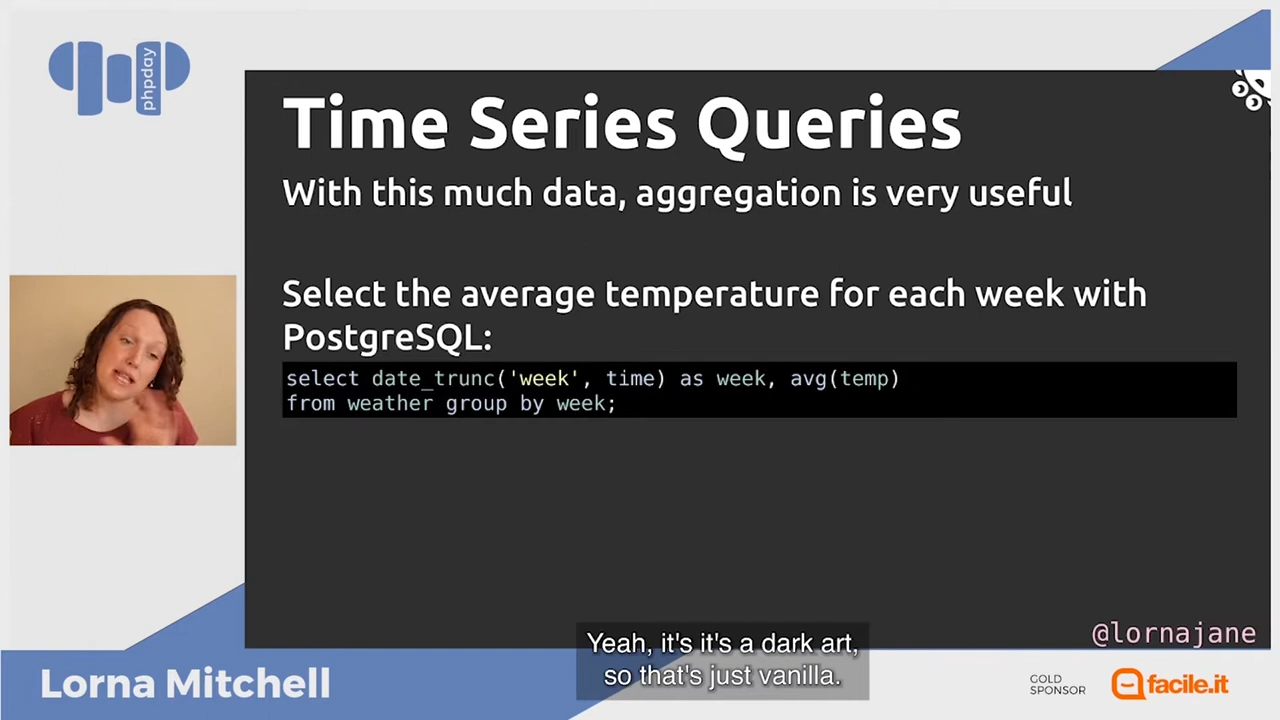 phpday
Time Series Queries
With this much data, aggregation is very useful
Select the average temperature for each week with
PostgreSQL:
select date_trunc('week', time) as week, avg(temp)
from weather group by week;
@lornajane
Yeah, it's it's a dark art,
so that's just vanilla.
Lorna Mitchell
GOLD
SPONSOR
facile.it